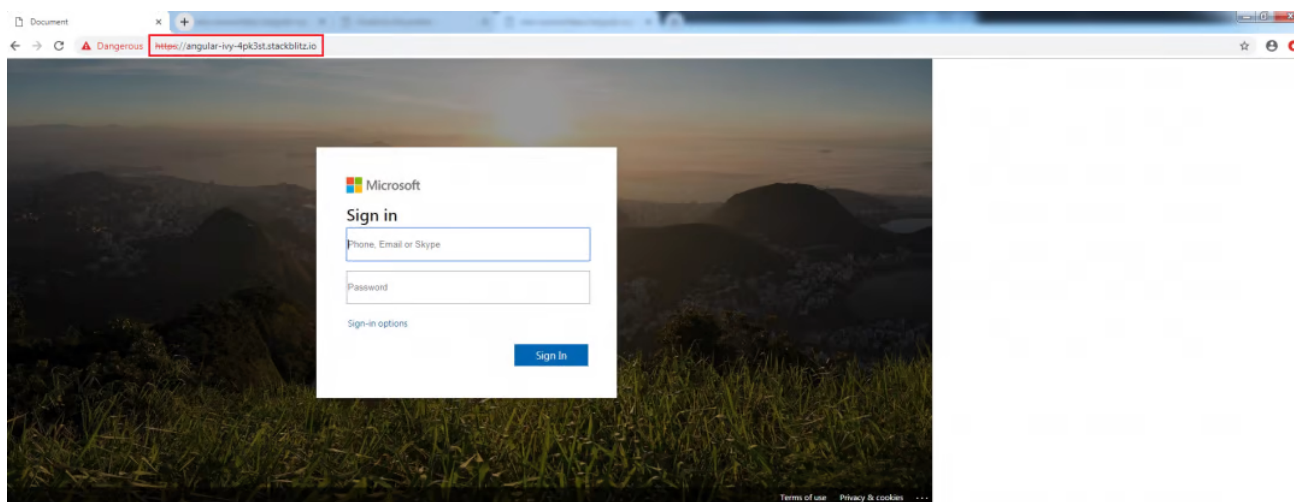 Document
Dangerous https://angular-ivy-4pk3st.stackblitz.io
Microsoft
Sign in
Phone, Email or Skype
Password
Sign-in options
Sign In
Terms of use Privacy & cookies ...